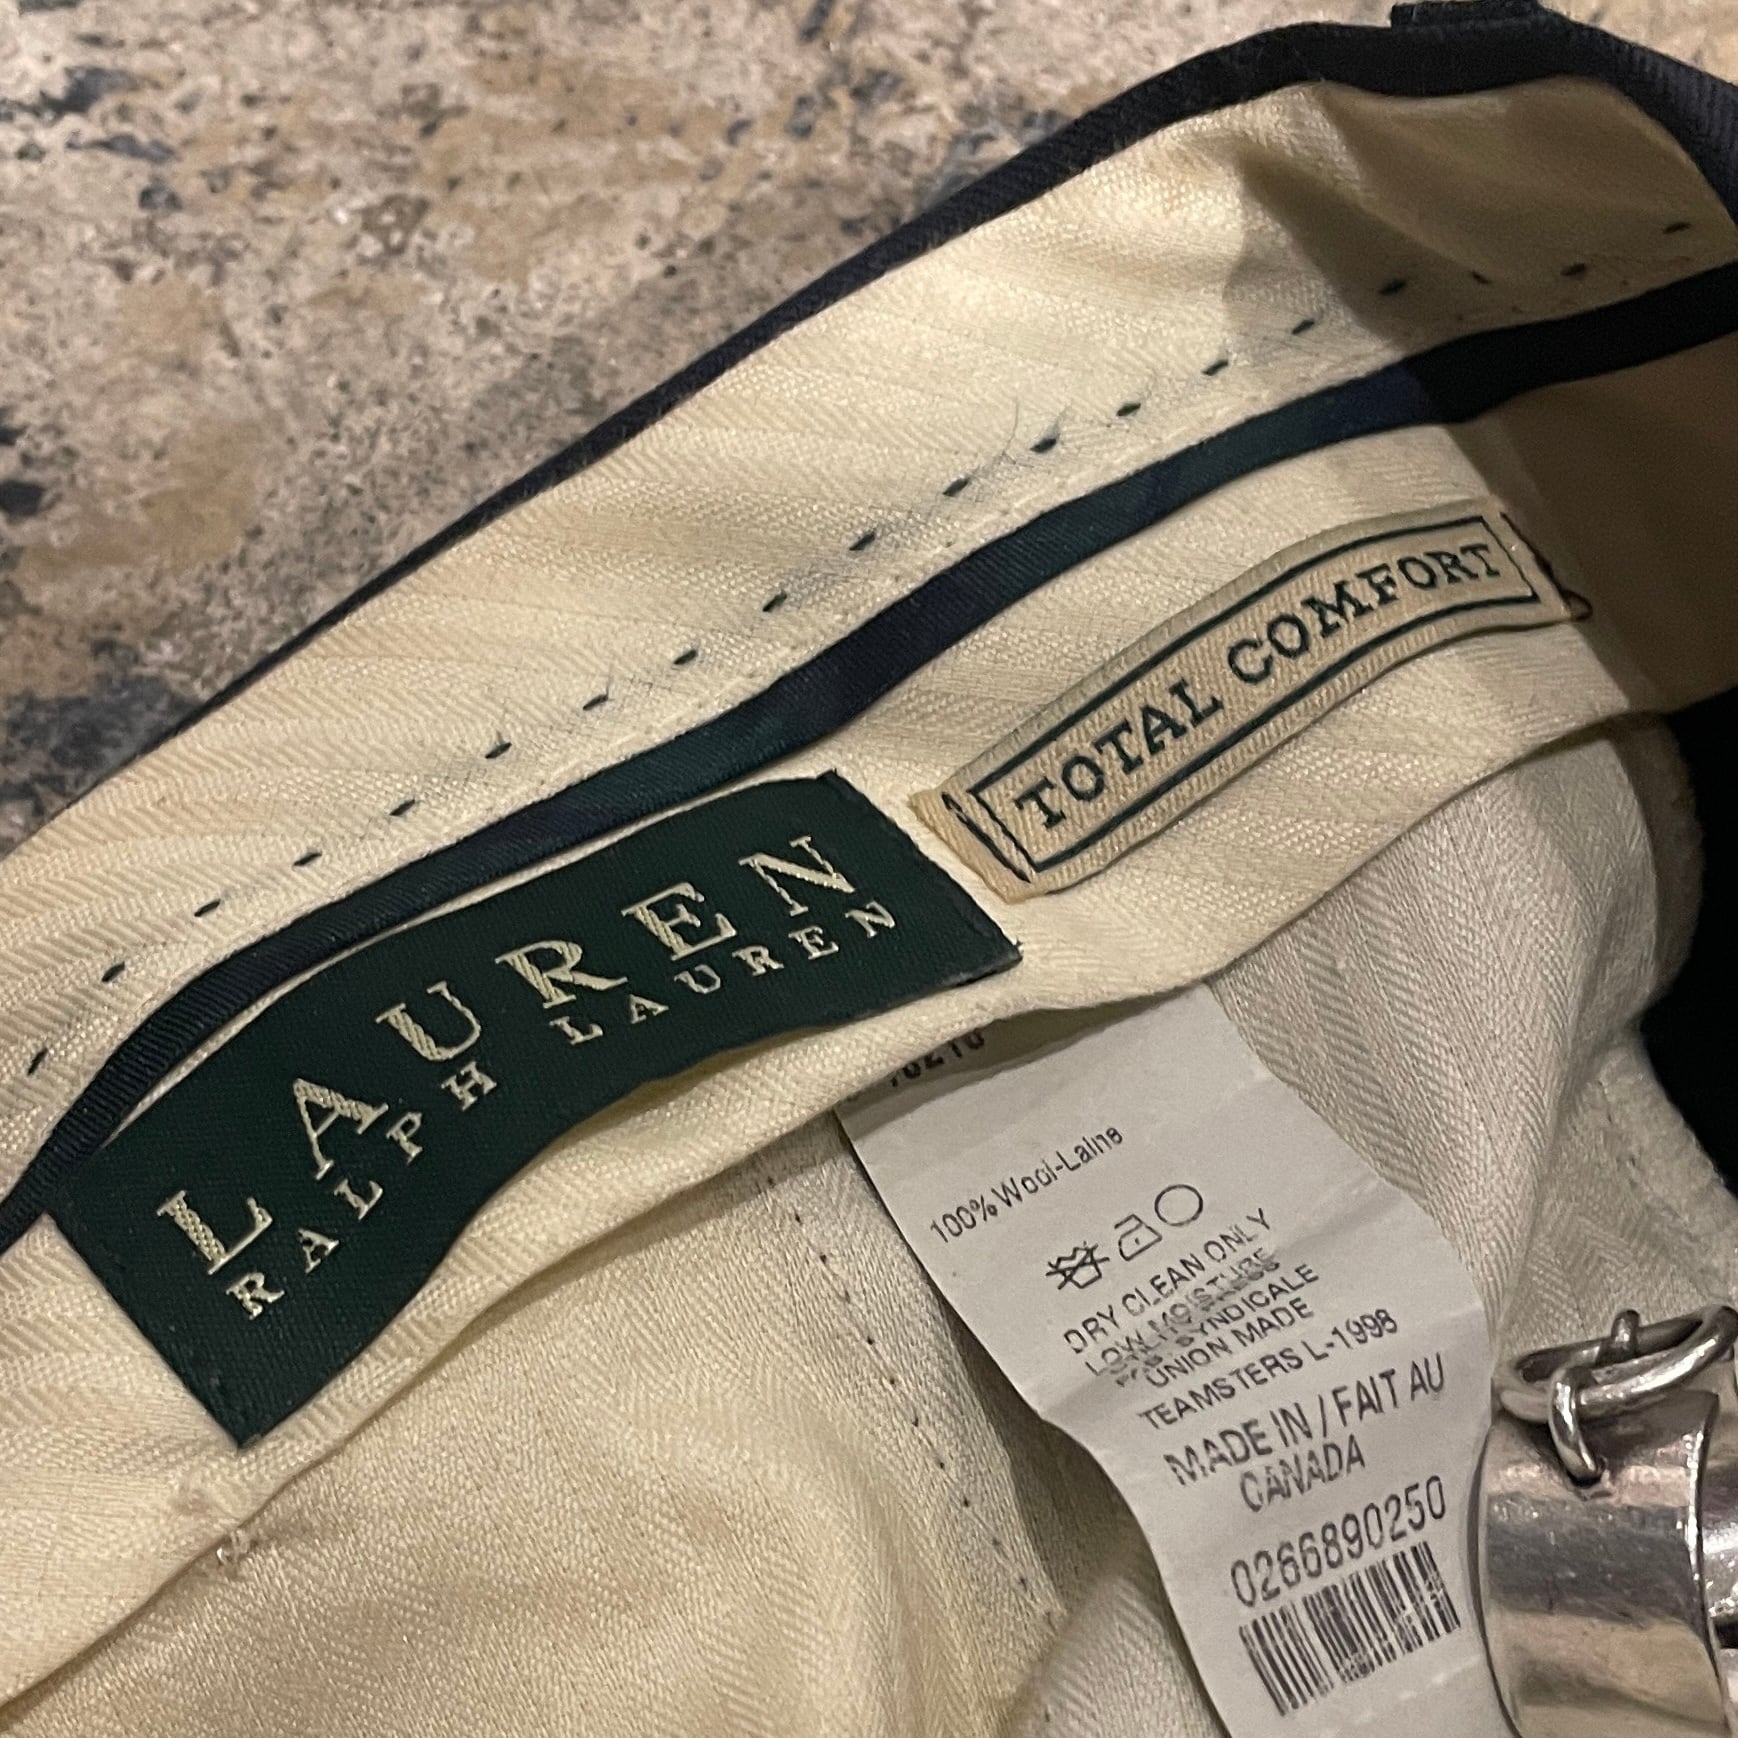 TOTAL COMFORT
LAUREN
RALPH LAUREN
100% Wool-Laine
DRY CLEAN ONLY
LOW MOISTURE
SYNDICALE
UNION MADE
TEAMSTERS L-1998
MADE IN / FAIT AU
CANADA
0266890250